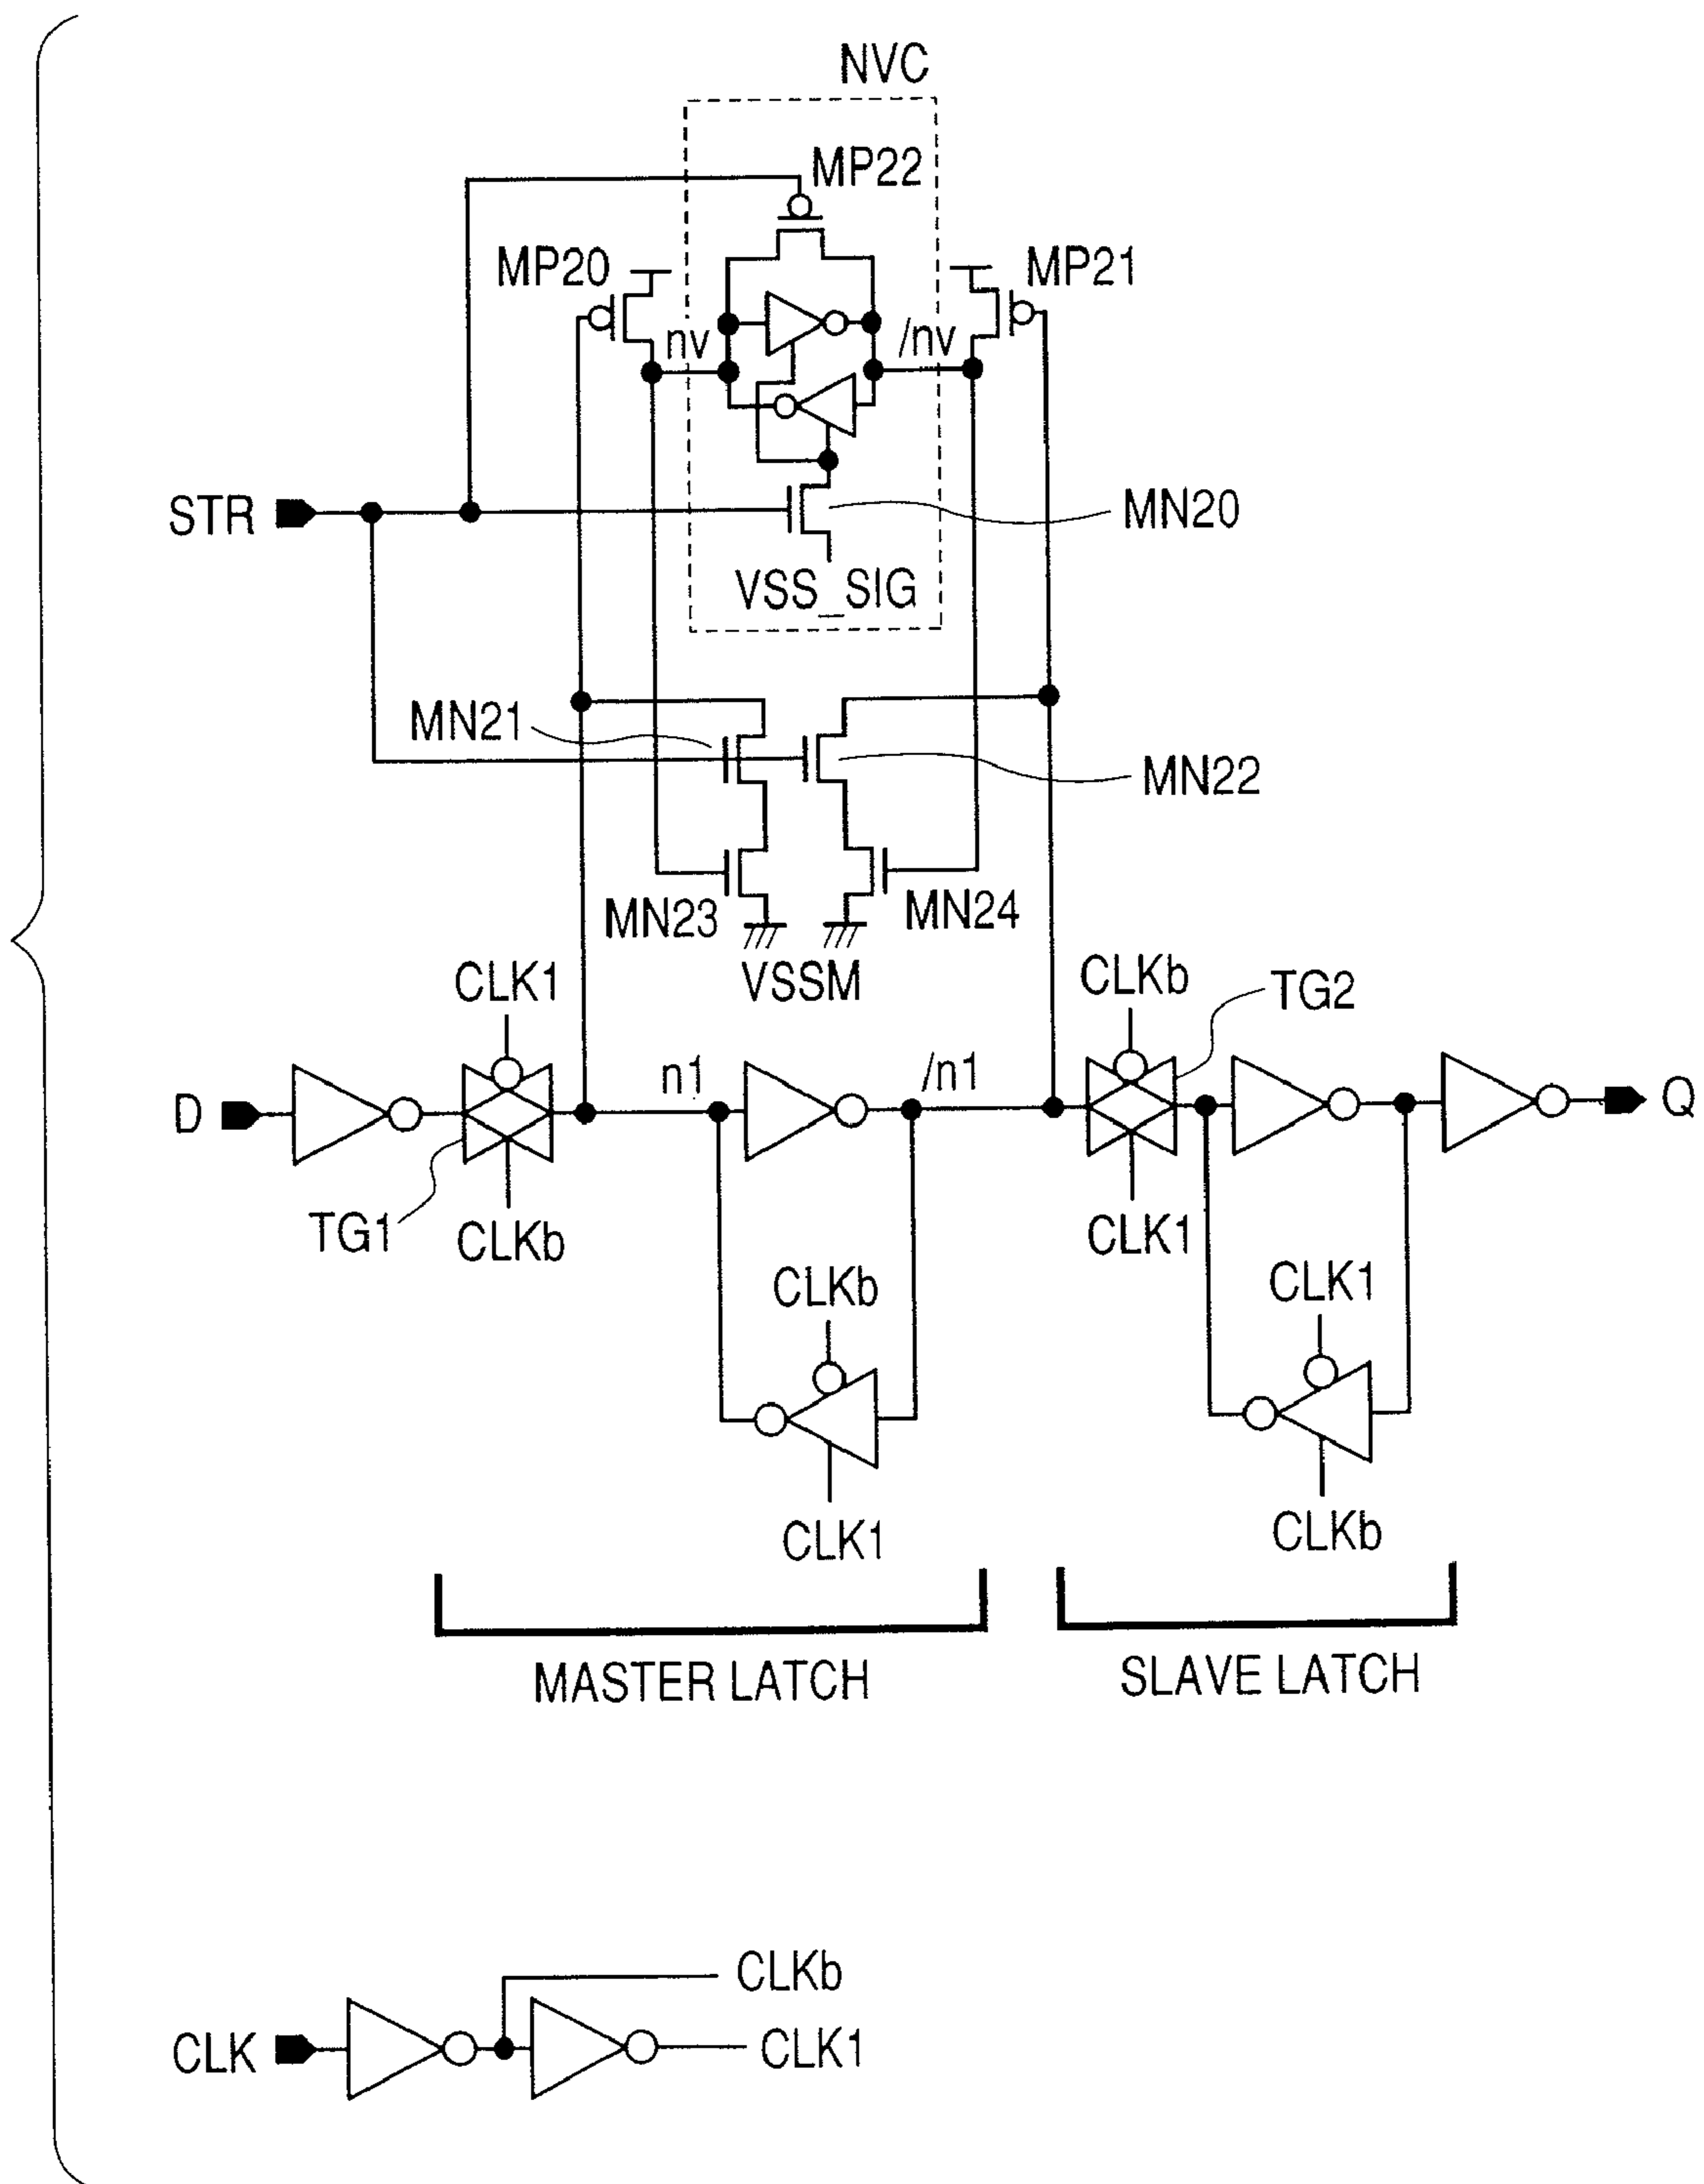 NVC
MP22
MP20
MP21
nv
/nv
STR
MN20
VSS_SIG
MN21
MN22
MN23
MN24
VSSM
CLK1
CLKb
TG2
D
n1
/n1
Q
TG1
CLKb
CLK1
CLKb
CLK1
CLK1
CLKb
MASTER LATCH
SLAVE LATCH
CLKb
CLK
CLK1